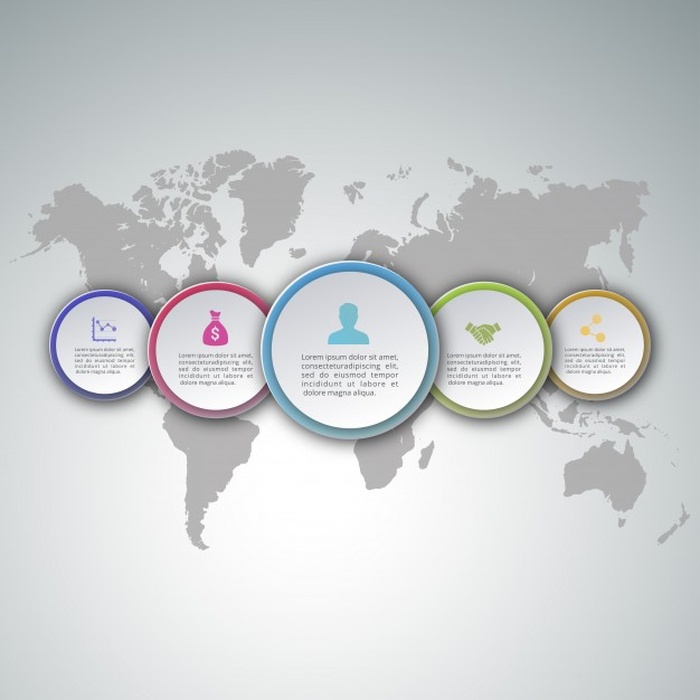 Lorem ipsum dolor sit amet,
consecteturadipiscing elit,
sed do eiusmod tempor
incididunt ut labore et
dolore magna aliqua.
Lorem ipsum dolor sit amet,
consecteturadipiscing elit,
sed do eiusmod tempor
incididunt ut labore et
dolore magna aliqua.
$
Lorem ipsum dolor sit amet,
consecteturadipiscing elit,
sed do eiusmod tempor
incididunt ut labore et
dolore magna aliqua.
Lorem ipsum dolor sit amet,
consecteturadipiscing elit,
sed do eiusmod tempor
incididunt ut labore et
dolore magna aliqua.
Lorem ipsum dolor sit amet,
consecteturadipiscing elit,
sed do eiusmod tempor
incididunt ut labore et
dolore magna aliqua.